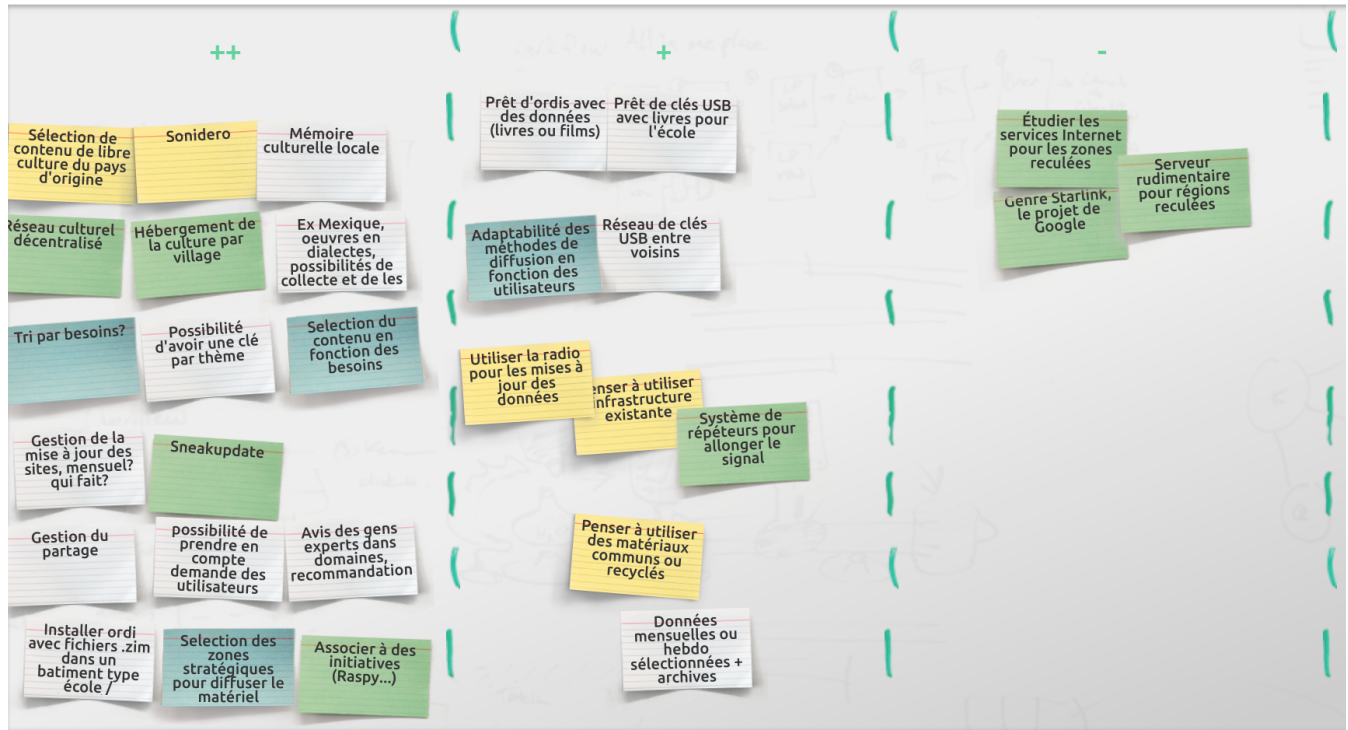 ++
+
-
Sélection de
contenu de libre
culture du pays
d'origine
Sonidero
Mémoire
culturelle locale
Réseau culturel
décentralisé
Hébergement de
la culture par
village
Ex Mexique,
oeuvres en
dialectes,
possibilités de
collecte et de les
Tri par besoins?
Possibilité
d'avoir une clé
par thème
Selection du
contenu en
fonction des
besoins
Gestion de la
mise à jour des
sites, mensuel?
qui fait?
Sneakupdate
Gestion du
partage
possibilité de
prendre en
compte
demande des
utilisateurs
Avis des gens
experts dans
domaines,
recommandation
Installer ordi
avec fichiers .zim
dans un
batiment type
école /
Selection des
zones
stratégiques
pour diffuser le
matériel
Associer à des
initiatives
(Raspy...)
Prêt d'ordis avec
des données
(livres ou films)
Prêt de clés USB
avec livres pour
l'école
Adaptabilité des
méthodes de
diffusion en
fonction des
utilisateurs
Réseau de clés
USB entre
voisins
Utiliser la radio
pour les mises à
jour des
données
enser à utiliser
infrastructure
existante
Système de
répéteurs pour
allonger le
signal
Penser à utiliser
des matériaux
communs ou
recyclés
Données
mensuelles ou
hebdo
sélectionnées +
archives
Étudier les
services Internet
pour les zones
reculées
Genre Starlink,
le projet de
Google
Serveur
rudimentaire
pour régions
reculées